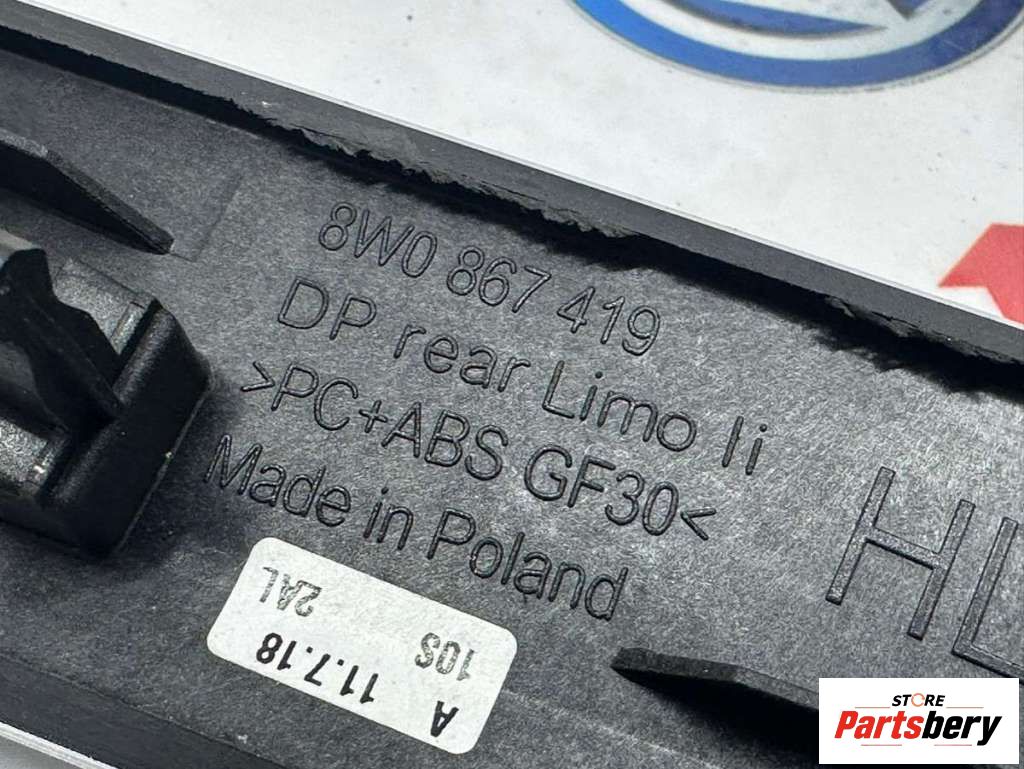 8W0 867 419
DP rear Limo li
>PC+ABS GF30<
Made in Poland
A 11.7.18
10S 2AL
STORE
Partsbery